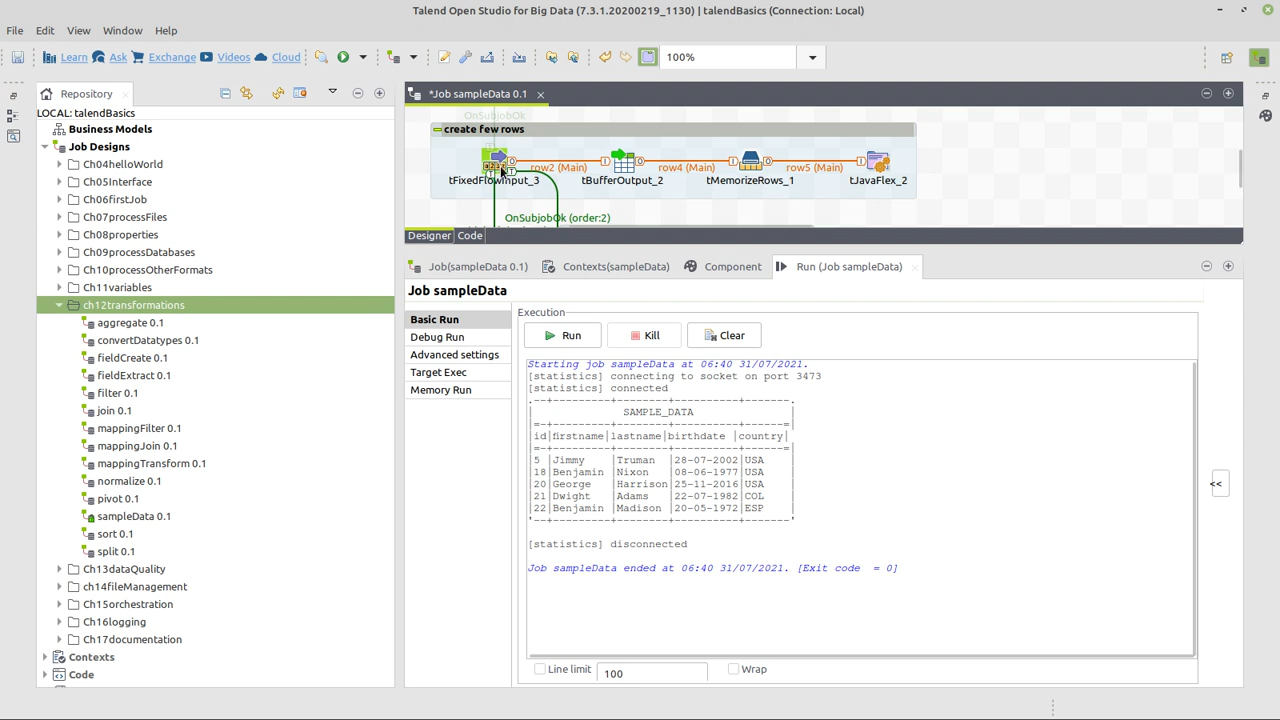 Talend Open Studio for Big Data (7.3.1.20200219_1130) | talendBasics (Connection: Local)
File Edit View Window Help
Learn Ask Exchange Videos Cloud 100%
Repository
LOCAL: talendBasics
Business Models
Job Designs
Ch04helloWorld
Ch05Interface
Ch06firstJob
Ch07processFiles
Ch08properties
Ch09processDatabases
Ch10processOtherFormats
Ch11variables
ch12transformations
aggregate 0.1
convertDatatypes 0.1
fieldCreate 0.1
fieldExtract 0.1
filter 0.1
join 0.1
mappingFilter 0.1
mappingJoin 0.1
mappingTransform 0.1
normalize 0.1
pivot 0.1
sampleData 0.1
sort 0.1
split 0.1
Ch13dataQuality
ch14fileManagement
Ch15orchestration
Ch16logging
Ch17documentation
Contexts
Code
*Job sampleData 0.1
OnSubjobOk
create few rows
row2 (Main) row4 (Main) row5 (Main)
tFixedFlowInput_3 tBufferOutput_2 tMemorizeRows_1 tJavaFlex_2
OnSubjobOk (order:2)
Designer Code
Job(sampleData 0.1) Contexts(sampleData) Component Run (Job sampleData)
Job sampleData
Basic Run
Debug Run
Advanced settings
Target Exec
Memory Run
Execution
Run Kill Clear
Starting job sampleData at 06:40 31/07/2021.
[statistics] connecting to socket on port 3473
[statistics] connected
.--+---------+--------+----------+-------.
| SAMPLE_DATA |
|=-+---------+--------+----------+------=|
|id|firstname|lastname|birthdate |country|
|=-+---------+--------+----------+------=|
|5 |Jimmy |Truman |28-07-2002|USA |
|18|Benjamin |Nixon |08-06-1977|USA |
|20|George |Harrison|25-11-2016|USA |
|21|Dwight |Adams |22-07-1982|COL |
|22|Benjamin |Madison |20-05-1972|ESP |
'--+---------+--------+----------+-------'
[statistics] disconnected
Job sampleData ended at 06:40 31/07/2021. [Exit code = 0]
<<
Line limit 100 Wrap